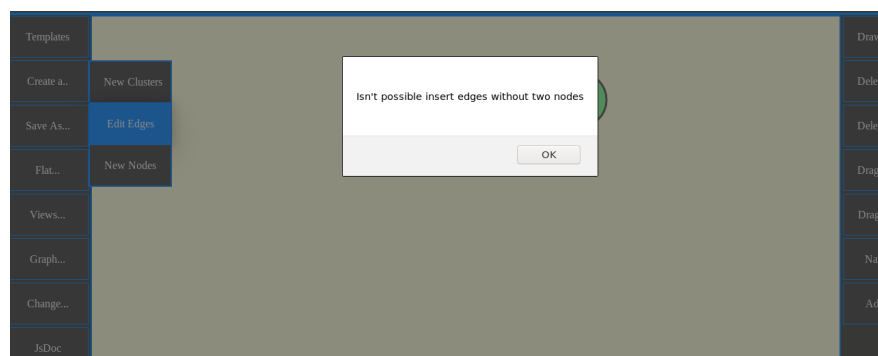 Templates
Create a..
New Clusters
Edit Edges
New Nodes
Save As...
Flat...
Views...
Graph...
Change...
JsDoc
Isn't possible insert edges without two nodes
OK
Draw
Dele
Dele
Drag
Drag
Na
Ad